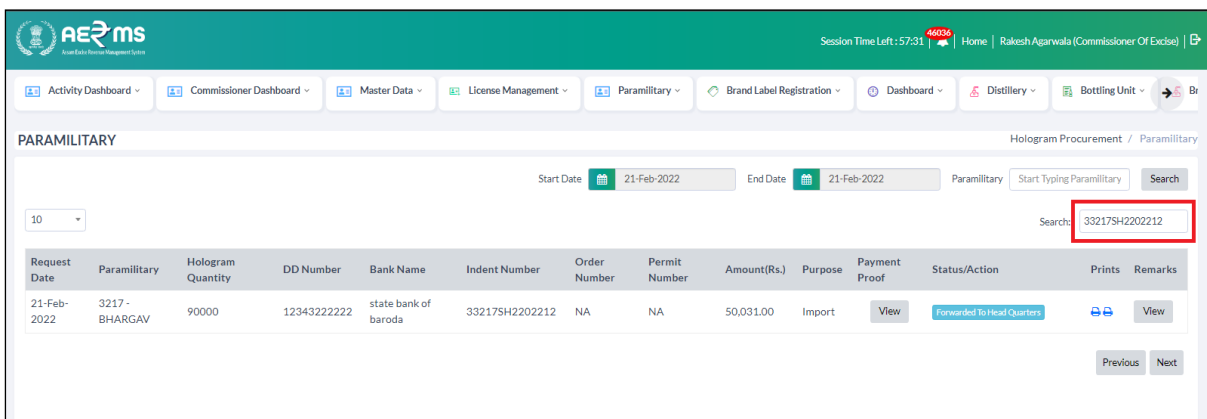 AERMS
Session Time Left : 57:31
46036
Home
Rakesh Agarwala (Commissioner Of Excise)
Activity Dashboard
Commissioner Dashboard
Master Data
License Management
Paramilitary
Brand Label Registration
Dashboard
Distillery
Bottling Unit
Br
PARAMILITARY
Hologram Procurement / Paramilitary
Start Date
21-Feb-2022
End Date
21-Feb-2022
Paramilitary
Start Typing Paramilitary
Search
10
Search:
33217SH2202212
Request Date
Paramilitary
Hologram Quantity
DD Number
Bank Name
Indent Number
Order Number
Permit Number
Amount(Rs.)
Purpose
Payment Proof
Status/Action
Prints
Remarks
21-Feb-2022
3217 - BHARGAV
90000
12343222222
state bank of baroda
33217SH2202212
NA
NA
50,031.00
Import
View
Forwarded To Head Quarters
View
Previous
Next